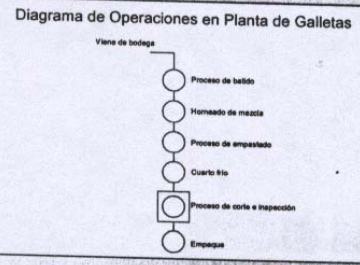 Diagrama de Operaciones en Planta de Galletas
Viene de bodega
Proceso de batido
Horneado de mezcla
Proceso de empastado
Cuarto frío
Proceso de corte e inspección
Empaque